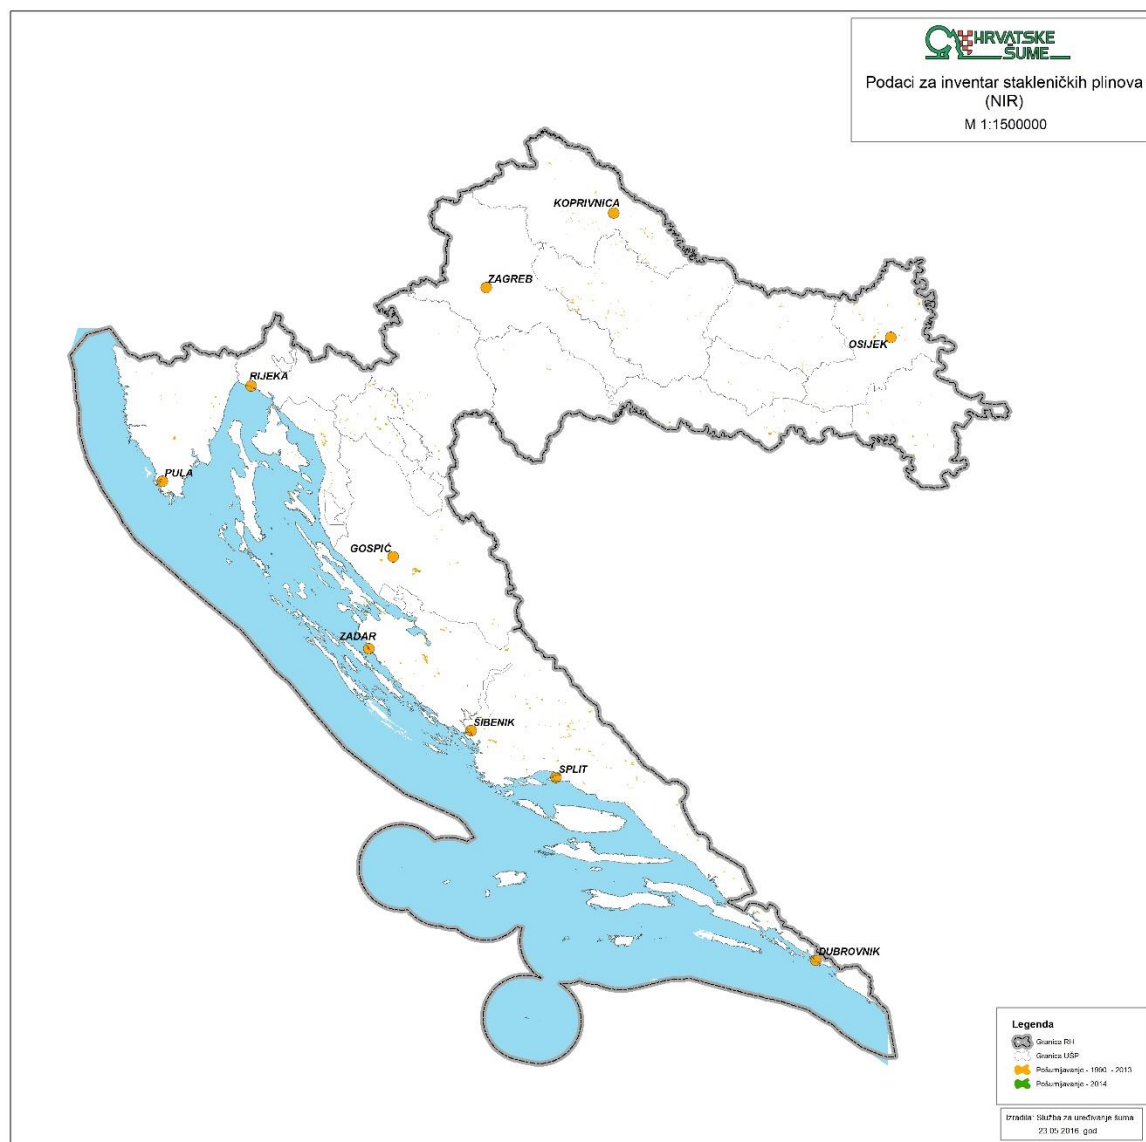 HRVATSKE
ŠUME
Podaci za inventar stakleničkih plinova
(NIR)
M 1:1500000
KOPRIVNICA
ZAGREB
OSIJEK
RIJEKA
PULA
GOSPIĆ
ZADAR
ŠIBENIK
SPLIT
DUBROVNIK
Legenda
Granica RH
Granica UŠP
Pošumljavanje - 1990. - 2013
Pošumljavanje - 2014
Izradila: Služba za uređivanje šuma
23.05.2016. god